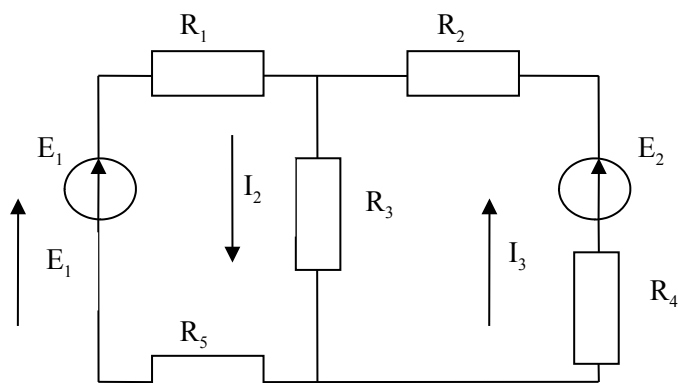 R₁ R₂
E₁ E₂
I₂ R₃
E₁ I₃ R₄
R₅